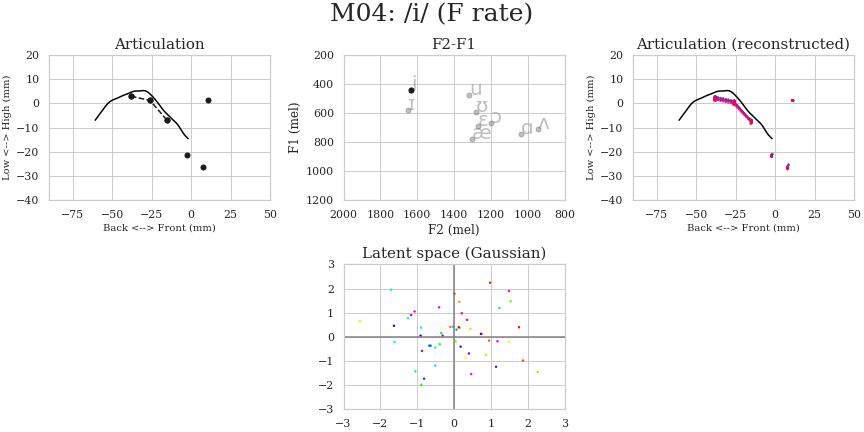 M04: /i/ (F rate)
Articulation
F2-F1
Articulation (reconstructed)
20
10
0
−10
−20
−30
−40
Low <--> High (mm)
−75
−50
−25
0
25
50
Back <--> Front (mm)
200
400
600
800
1000
1200
F1 (mel)
i
ɪ
u
ʊ
ɛ
ɔ
æ
ɑ
ʌ
2000
1800
1600
1400
1200
1000
800
F2 (mel)
20
10
0
−10
−20
−30
−40
Low <--> High (mm)
−75
−50
−25
0
25
50
Back <--> Front (mm)
Latent space (Gaussian)
3
2
1
0
−1
−2
−3
−3
−2
−1
0
1
2
3